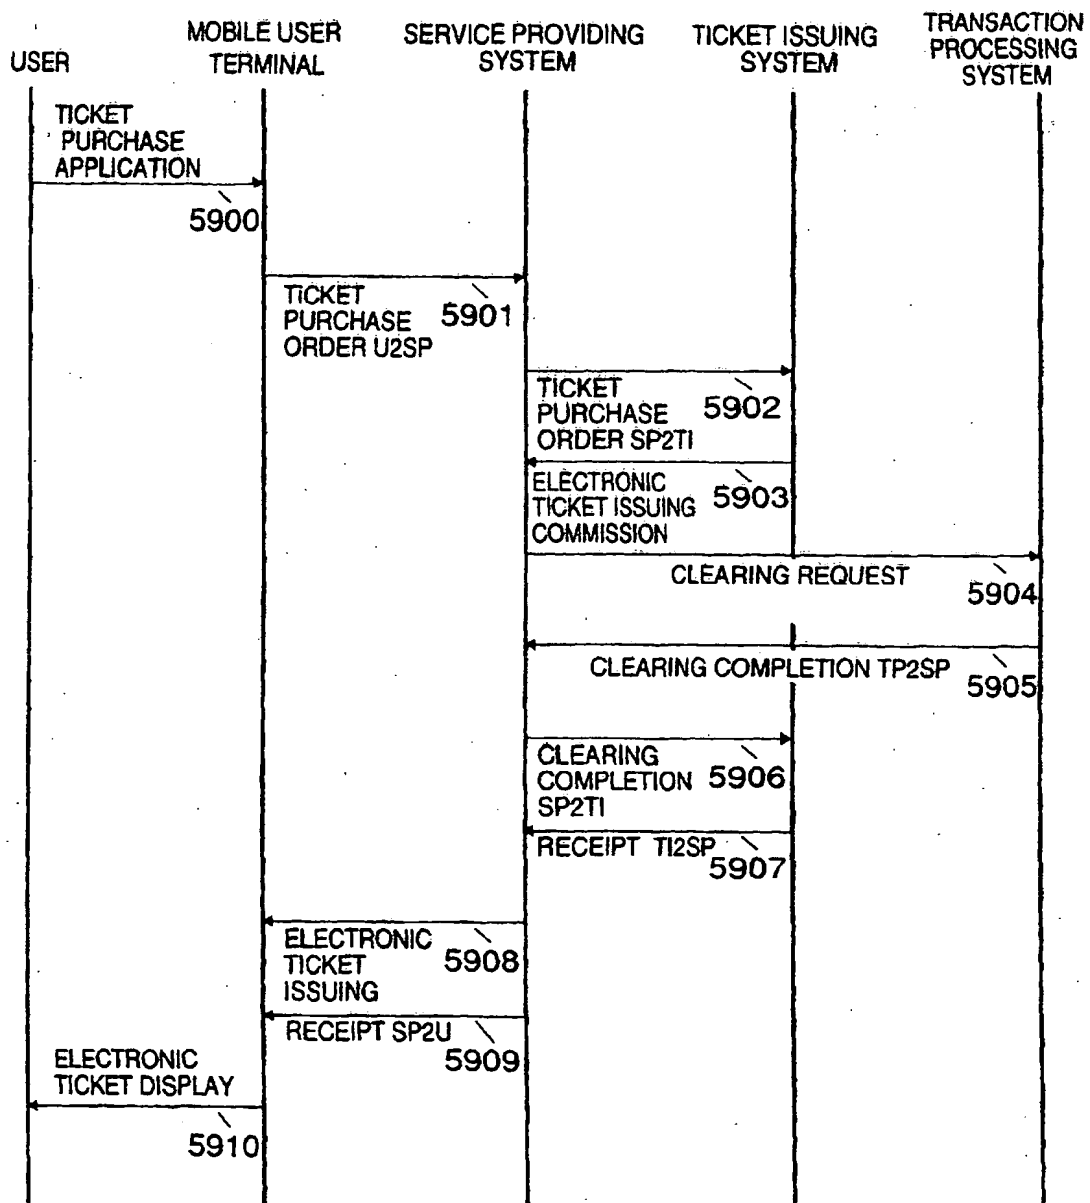 USER
MOBILE USER
TERMINAL
SERVICE PROVIDING
SYSTEM
TICKET ISSUING
SYSTEM
TRANSACTION
PROCESSING
SYSTEM
TICKET
PURCHASE
APPLICATION
5900
TICKET
PURCHASE
ORDER U2SP
5901
TICKET
PURCHASE
ORDER SP2TI
5902
ELECTRONIC
TICKET ISSUING
COMMISSION
5903
CLEARING REQUEST
5904
CLEARING COMPLETION TP2SP
5905
CLEARING
COMPLETION
SP2TI
5906
RECEIPT TI2SP
5907
ELECTRONIC
TICKET
ISSUING
5908
RECEIPT SP2U
5909
ELECTRONIC
TICKET DISPLAY
5910